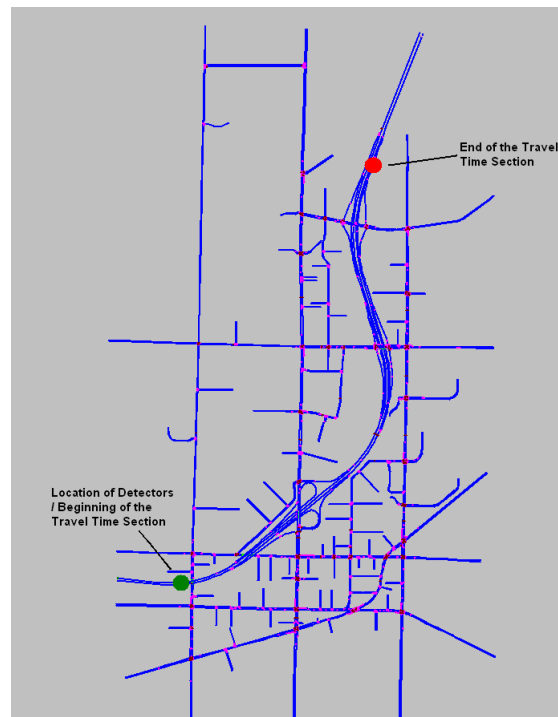 End of the Travel
Time Section
Location of Detectors
/ Beginning of the
Travel Time Section